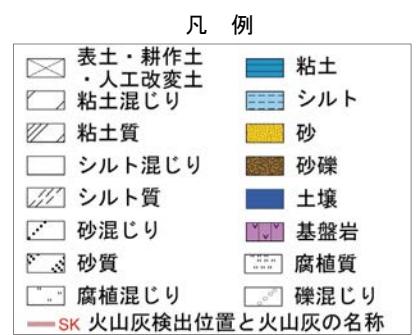 凡 例
表土・耕作土
・人工改変土
粘土混じり
粘土質
シルト混じり
シルト質
砂混じり
砂質
腐植混じり
粘土
シルト
砂
砂礫
土壌
基盤岩
腐植質
礫混じり
SK 火山灰検出位置と火山灰の名称